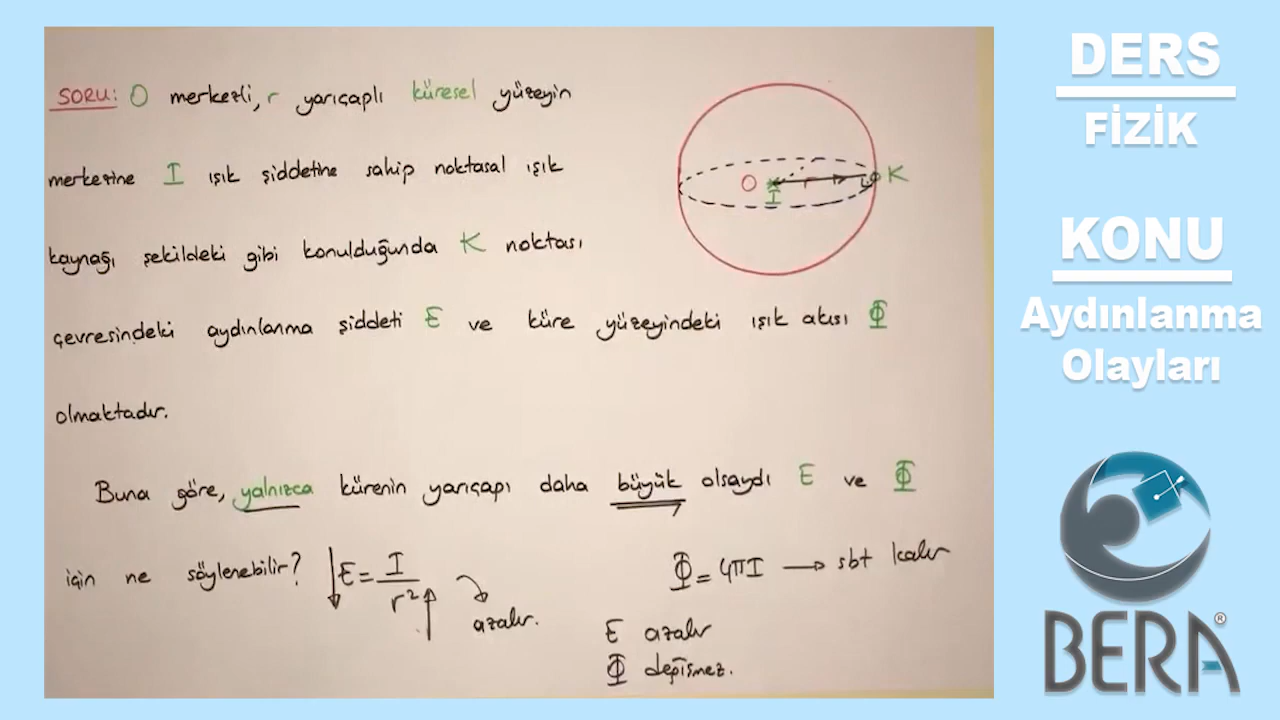 SORU: O merkezli, r yarıçaplı küresel yüzeyin
merkezine I ışık şiddetine sahip noktasal ışık
kaynağı şekildeki gibi konulduğunda K noktası
çevresindeki aydınlanma şiddeti E ve küre yüzeyindeki ışık akısı Φ
olmaktadır.
Buna göre, yalnızca kürenin yarıçapı daha büyük olsaydı E ve Φ
için ne söylenebilir?
↓E = I / r² ↑
azalır.
Φ = 4πI → sbt kalır
E azalır
Φ değişmez.
O I r K
DERS
FİZİK
KONU
Aydınlanma
Olayları
BERA®